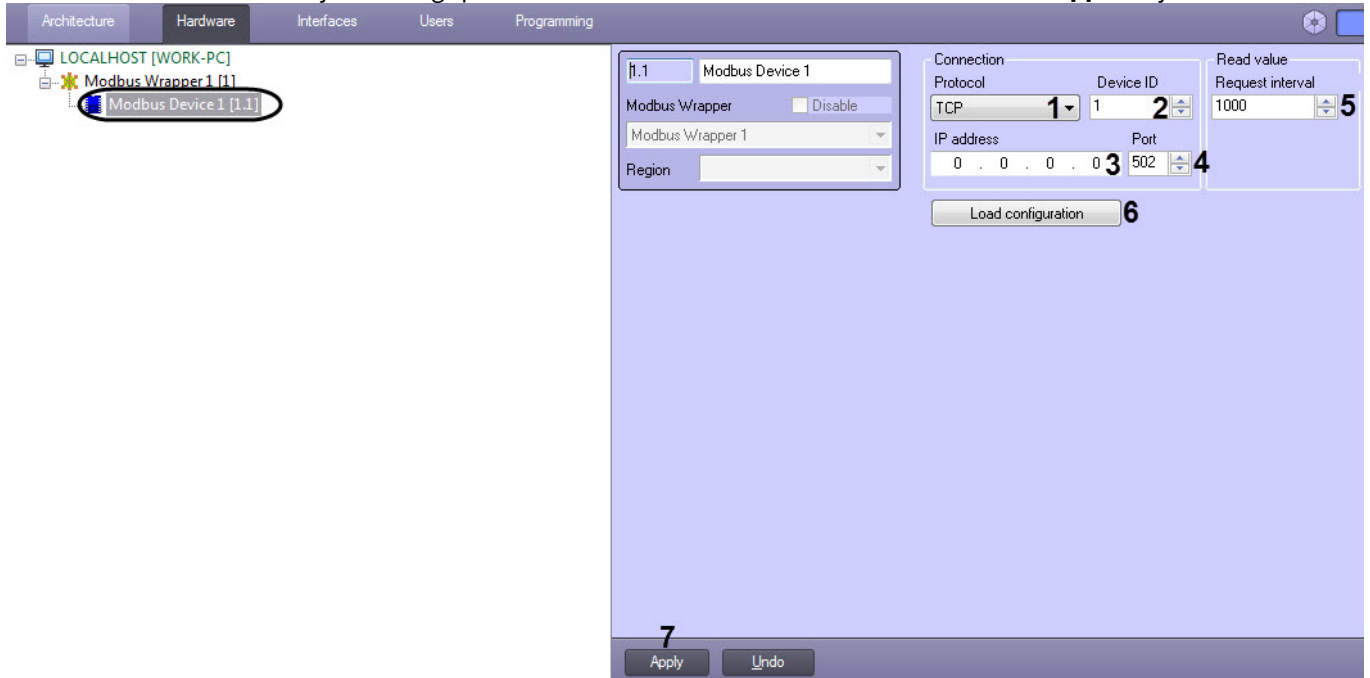 Architecture Hardware Interfaces Users Programming
LOCALHOST [WORK-PC]
Modbus Wrapper 1 [1]
Modbus Device 1 [1.1]
1.1 Modbus Device 1
Modbus Wrapper Disable
Modbus Wrapper 1
Region
Connection
Protocol Device ID
TCP 1 1 2
IP address Port
0 . 0 . 0 . 0 3 502 4
Read value
Request interval
1000 5
Load configuration 6
7
Apply Undo